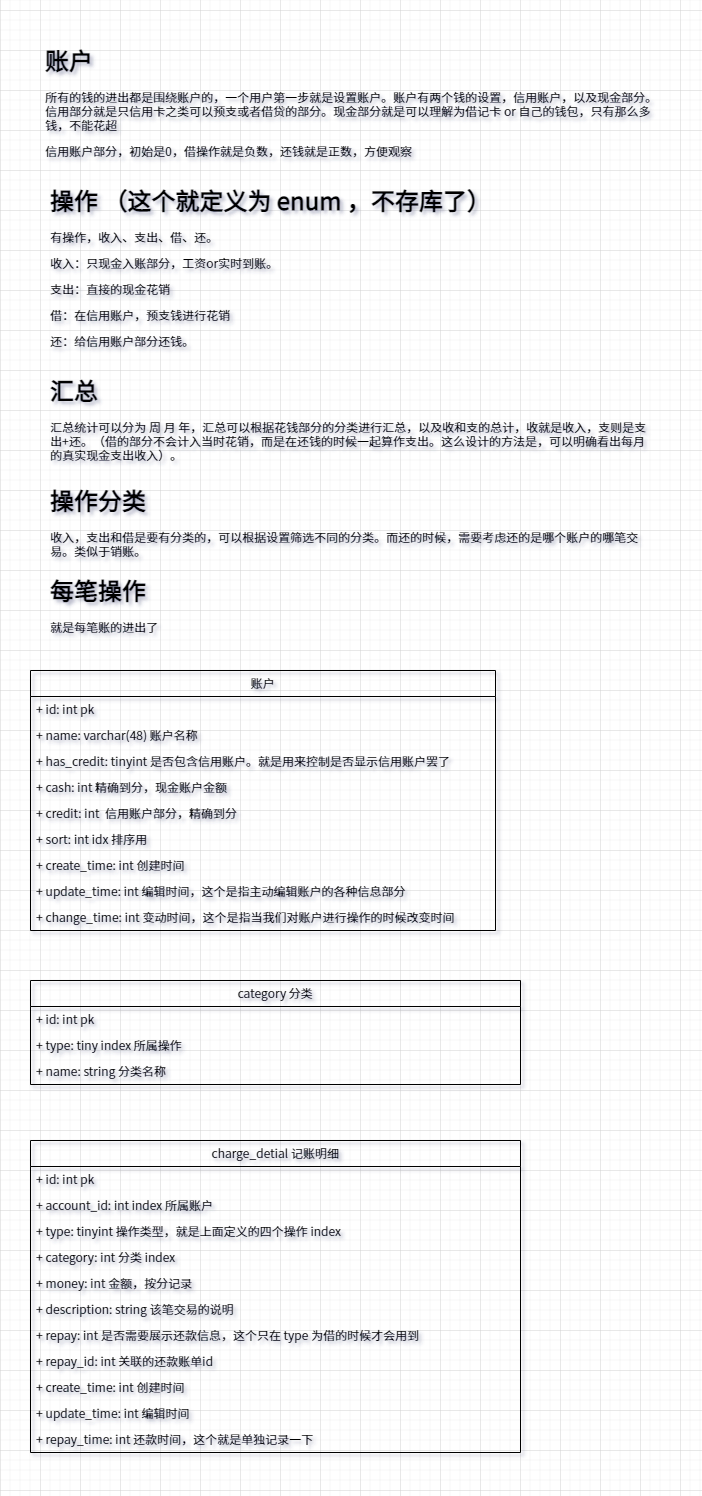 账户
所有的钱的进出都是围绕账户的，一个用户第一步就是设置账户。账户有两个钱的设置，信用账户，以及现金部分。
信用部分就是只信用卡之类可以预支或者借贷的部分。现金部分就是可以理解为借记卡 or 自己的钱包，只有那么多
钱，不能花超
信用账户部分，初始是0，借操作就是负数，还钱就是正数，方便观察
操作 （这个就定义为 enum ，不存库了）
有操作，收入、支出、借、还。
收入：只现金入账部分，工资or实时到账。
支出：直接的现金花销
借：在信用账户，预支钱进行花销
还：给信用账户部分还钱。
汇总
汇总统计可以分为 周 月 年，汇总可以根据花钱部分的分类进行汇总，以及收和支的总计，收就是收入，支则是支
出+还。（借的部分不会计入当时花销，而是在还钱的时候一起算作支出。这么设计的方法是，可以明确看出每月
的真实现金支出收入）。
操作分类
收入，支出和借是要有分类的，可以根据设置筛选不同的分类。而还的时候，需要考虑还的是哪个账户的哪笔交
易。类似于销账。
每笔操作
就是每笔账的进出了
账户
+ id: int pk
+ name: varchar(48) 账户名称
+ has_credit: tinyint 是否包含信用账户。就是用来控制是否显示信用账户罢了
+ cash: int 精确到分，现金账户金额
+ credit: int 信用账户部分，精确到分
+ sort: int idx 排序用
+ create_time: int 创建时间
+ update_time: int 编辑时间，这个是指主动编辑账户的各种信息部分
+ change_time: int 变动时间，这个是指当我们对账户进行操作的时候改变时间
category 分类
+ id: int pk
+ type: tiny index 所属操作
+ name: string 分类名称
charge_detial 记账明细
+ id: int pk
+ account_id: int index 所属账户
+ type: tinyint 操作类型，就是上面定义的四个操作 index
+ category: int 分类 index
+ money: int 金额，按分记录
+ description: string 该笔交易的说明
+ repay: int 是否需要展示还款信息，这个只在 type 为借的时候才会用到
+ repay_id: int 关联的还款账单id
+ create_time: int 创建时间
+ update_time: int 编辑时间
+ repay_time: int 还款时间，这个就是单独记录一下